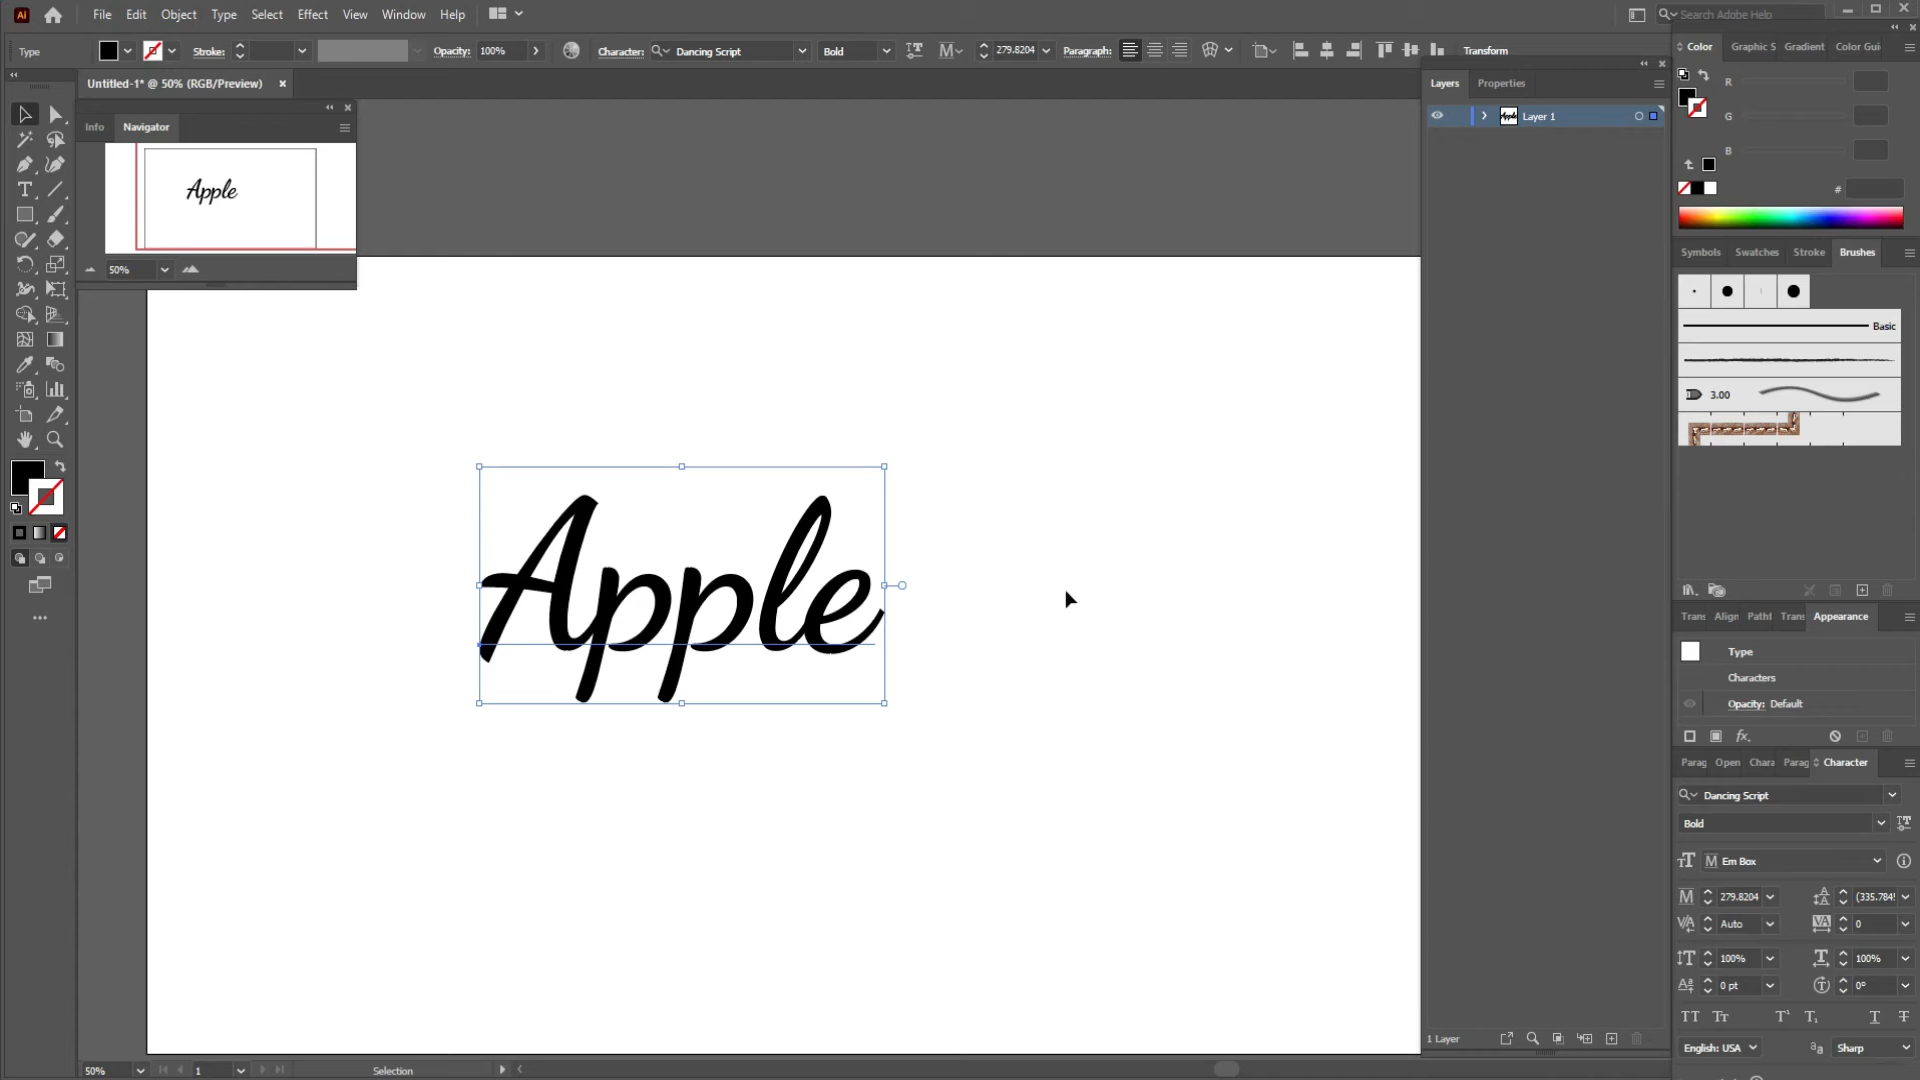 Ai File Edit Object Type Select Effect View Window Help Search Adobe Help
Type Stroke: Opacity: 100% Character: Dancing Script Bold 279.8204 Paragraph: Transform
Untitled-1* @ 50% (RGB/Preview)
Info Navigator
Apple
50%
Apple
Layers Properties
Apple Layer 1
1 Layer
Color Graphic S Gradient Color Gui
R
G
B
#
Symbols Swatches Stroke Brushes
Basic
3.00
Trans Align Pathf Trans Appearance
Type
Characters
Opacity: Default
fx.
Parag Open Chara Parag Character
Dancing Script
Bold
Em Box
279.8204 (335.784
Auto 0
100% 100%
0 pt 0°
English: USA Sharp
50% 1 Selection